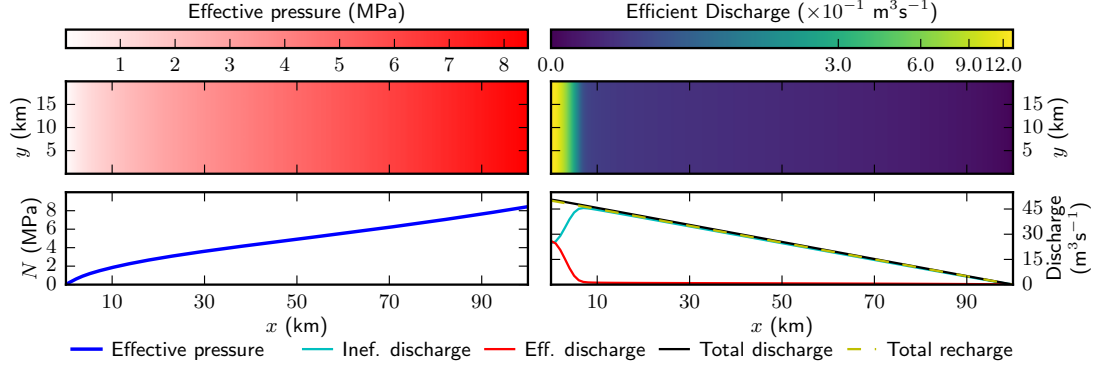 Effective pressure (MPa) Efficient Discharge (×10⁻¹ m³s⁻¹)
1 2 3 4 5 6 7 8 0.0 3.0 6.0 9.0 12.0
15 15
10 10
5 5
y (km) y (km)
8
6
4
2
0
N (MPa)
45
30
15
0
Discharge
(m³s⁻¹)
10 30 50 70 90 10 30 50 70 90
x (km) x (km)
Effective pressure Inef. discharge Eff. discharge Total discharge Total recharge